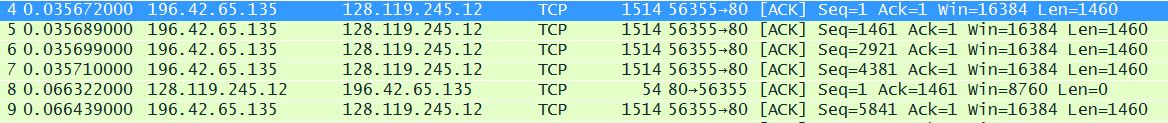 4 0.035672000 196.42.65.135 128.119.245.12 TCP 1514 56355→80 [ACK] Seq=1 Ack=1 Win=16384 Len=1460
5 0.035689000 196.42.65.135 128.119.245.12 TCP 1514 56355→80 [ACK] Seq=1461 Ack=1 Win=16384 Len=1460
6 0.035699000 196.42.65.135 128.119.245.12 TCP 1514 56355→80 [ACK] Seq=2921 Ack=1 Win=16384 Len=1460
7 0.035710000 196.42.65.135 128.119.245.12 TCP 1514 56355→80 [ACK] Seq=4381 Ack=1 Win=16384 Len=1460
8 0.066322000 128.119.245.12 196.42.65.135 TCP 54 80→56355 [ACK] Seq=1 Ack=1461 Win=8760 Len=0
9 0.066439000 196.42.65.135 128.119.245.12 TCP 1514 56355→80 [ACK] Seq=5841 Ack=1 Win=16384 Len=1460